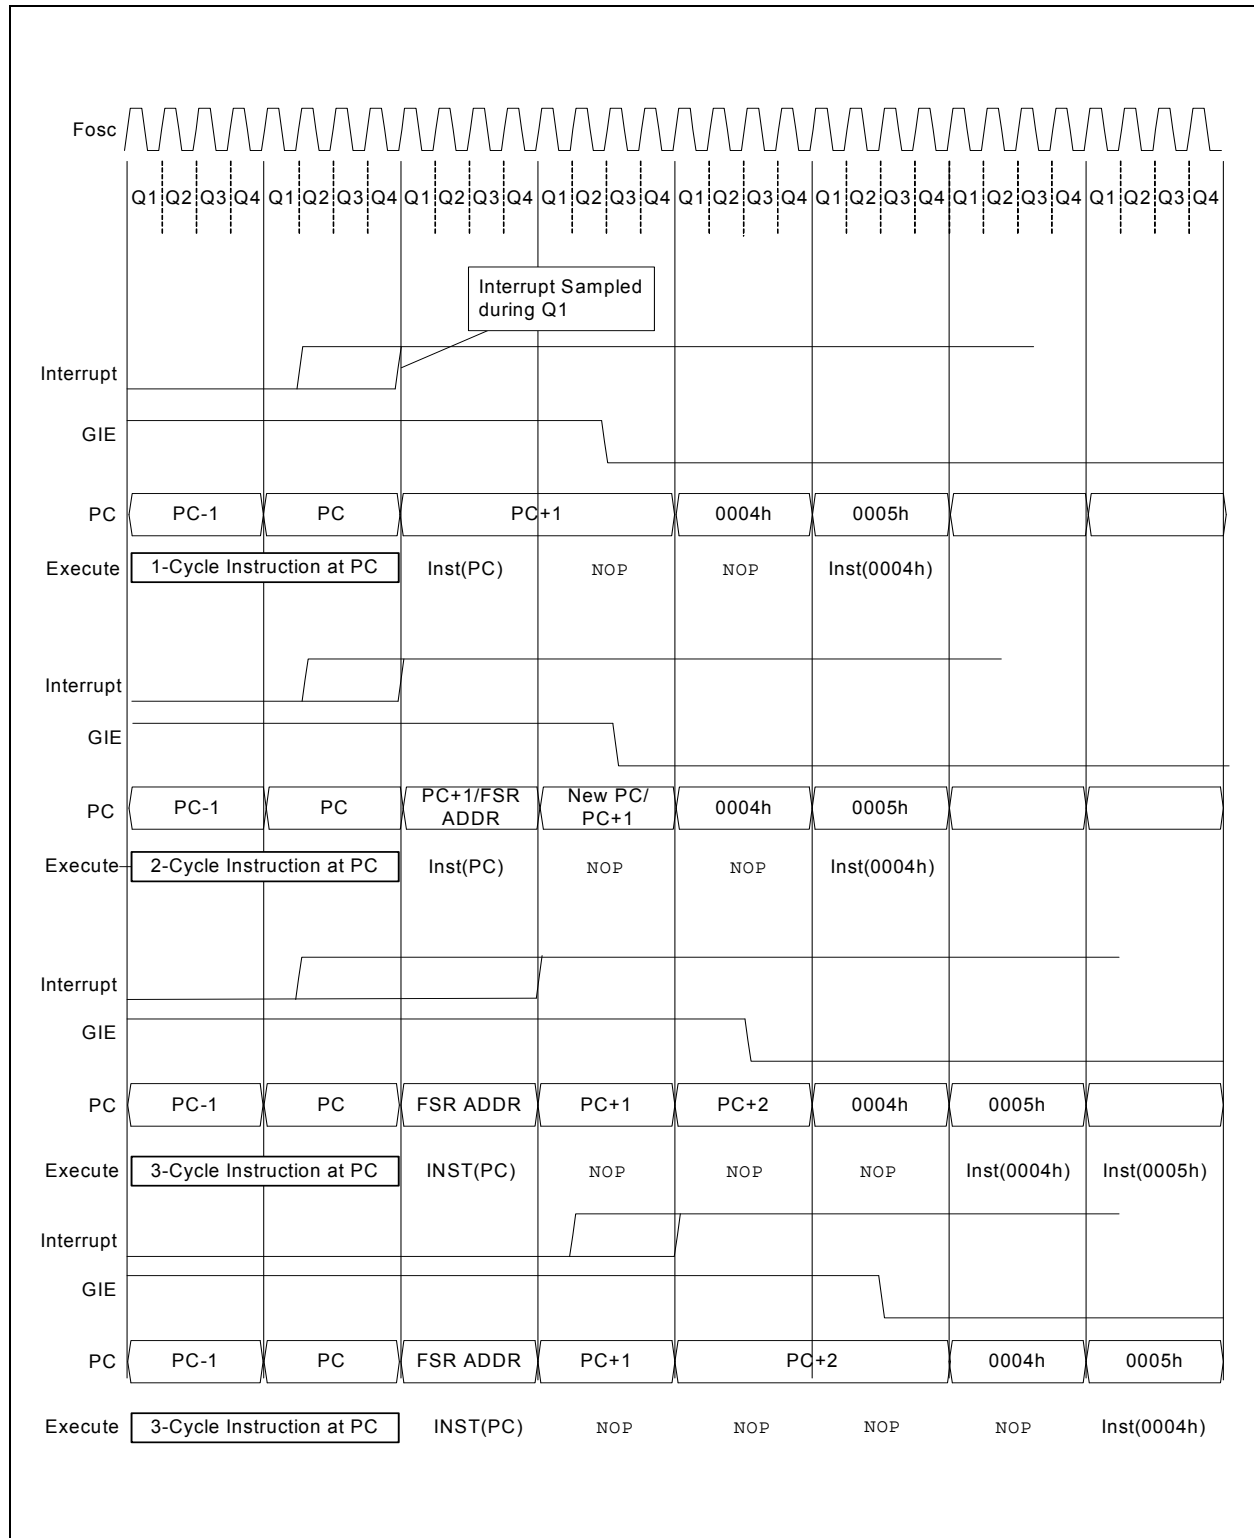 Fosc
Q1 Q2 Q3 Q4 Q1 Q2 Q3 Q4 Q1 Q2 Q3 Q4 Q1 Q2 Q3 Q4 Q1 Q2 Q3 Q4 Q1 Q2 Q3 Q4 Q1 Q2 Q3 Q4 Q1 Q2 Q3 Q4
Interrupt Sampled
during Q1
Interrupt
GIE
PC PC-1 PC PC+1 0004h 0005h
Execute 1-Cycle Instruction at PC Inst(PC) NOP NOP Inst(0004h)
Interrupt
GIE
PC PC-1 PC PC+1/FSR ADDR New PC/ PC+1 0004h 0005h
Execute 2-Cycle Instruction at PC Inst(PC) NOP NOP Inst(0004h)
Interrupt
GIE
PC PC-1 PC FSR ADDR PC+1 PC+2 0004h 0005h
Execute 3-Cycle Instruction at PC INST(PC) NOP NOP NOP Inst(0004h) Inst(0005h)
Interrupt
GIE
PC PC-1 PC FSR ADDR PC+1 PC+2 0004h 0005h
Execute 3-Cycle Instruction at PC INST(PC) NOP NOP NOP NOP Inst(0004h)